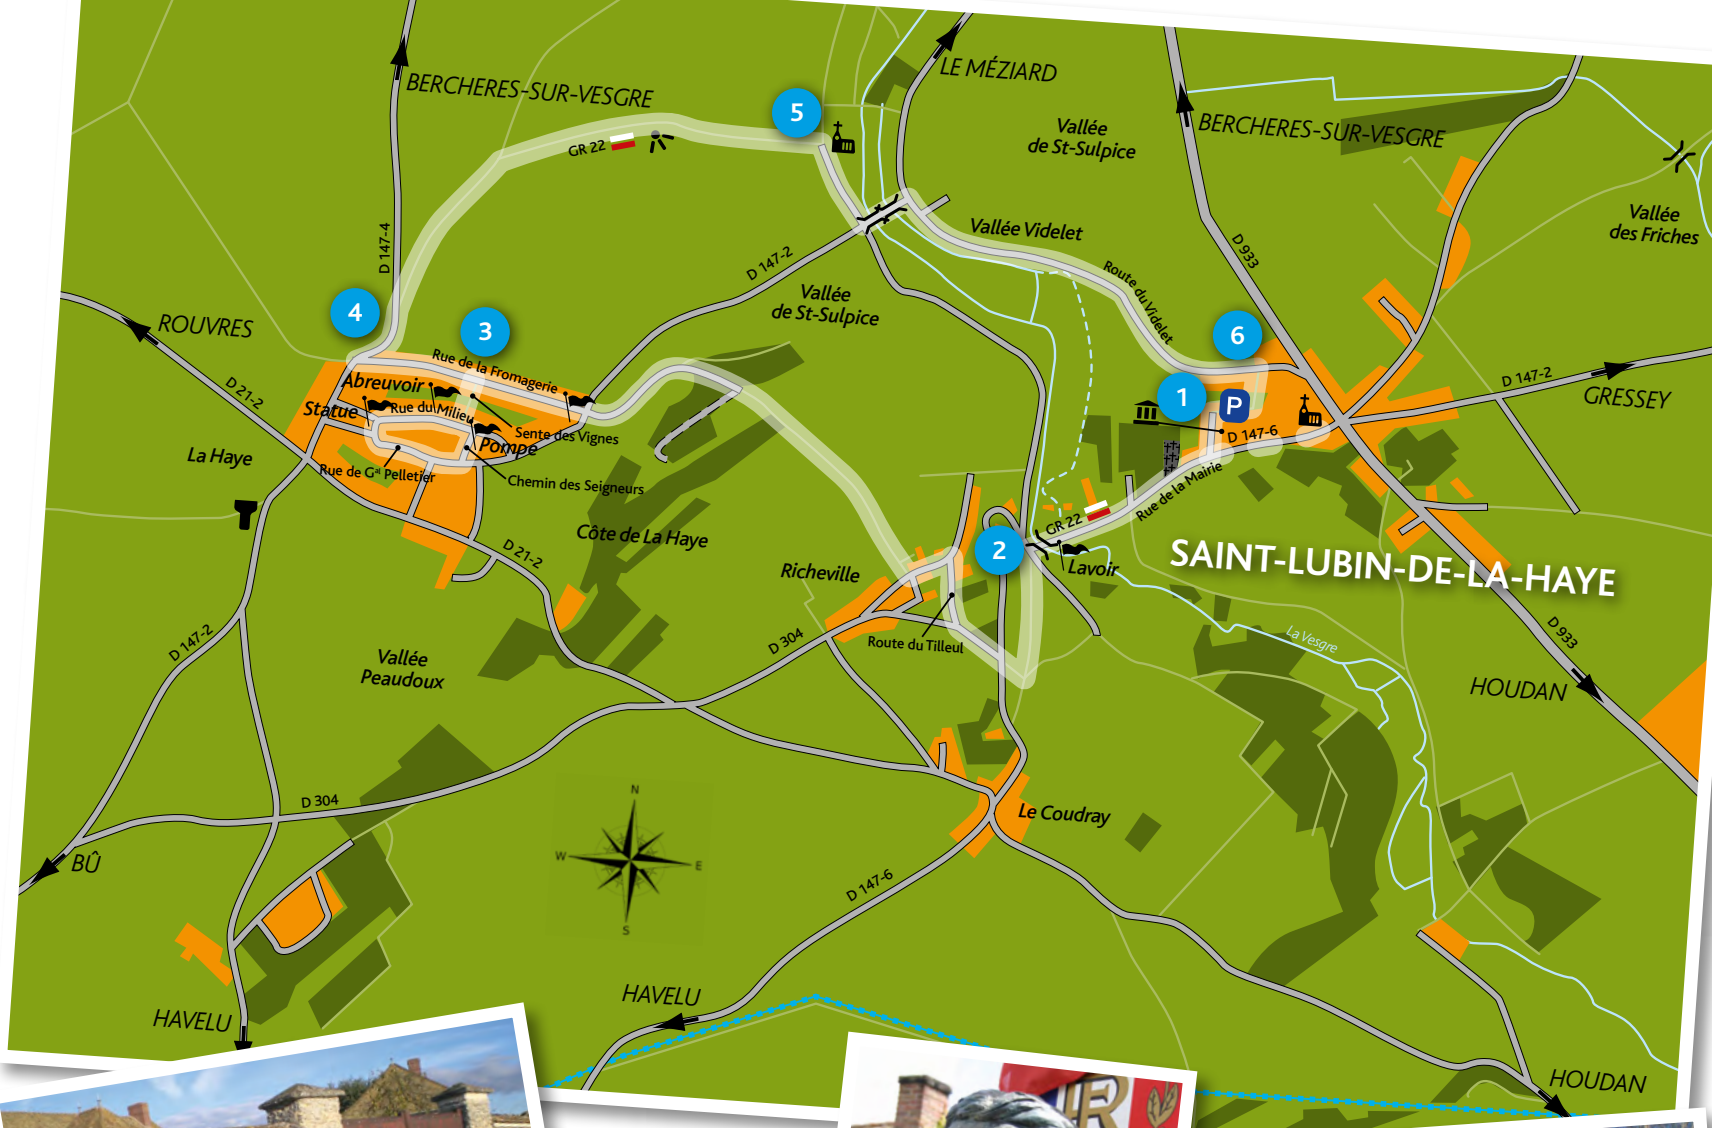 LE MÉZIARD
BERCHERES-SUR-VESGRE
5
GR 22
Vallée
de St-Sulpice
BERCHERES-SUR-VESGRE
Vallée
des Friches
D 147-4
D 147-2
Vallée Videlet
D 933
Route du Videlet
4
3
ROUVRES
Vallée
de St-Sulpice
6
Rue de la Fromagerie
Abreuvoir
D 21-2
Statue
Rue du Milieu
Sente des Vignes
Pompe
1
P
D 147-6
D 147-2
GRESSEY
La Haye
Rue de Gal Pelletier
Chemin des Seigneurs
Rue de la Mairie
GR 22
Côte de La Haye
D 21-2
2
Lavoir
SAINT-LUBIN-DE-LA-HAYE
Richeville
Route du Tilleul
D 304
La Vesgre
D 933
D 147-2
Vallée
Peaudoux
HOUDAN
N
W
E
S
D 304
Le Coudray
BÛ
D 147-6
HAVELU
HAVELU
HOUDAN